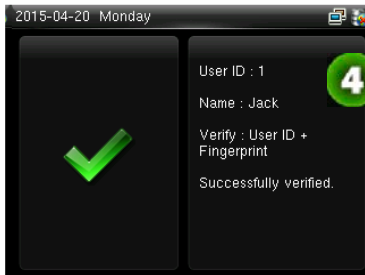 2015-04-20 Monday
User ID : 1
4
Name : Jack
Verify : User ID +
Fingerprint
Successfully verified.